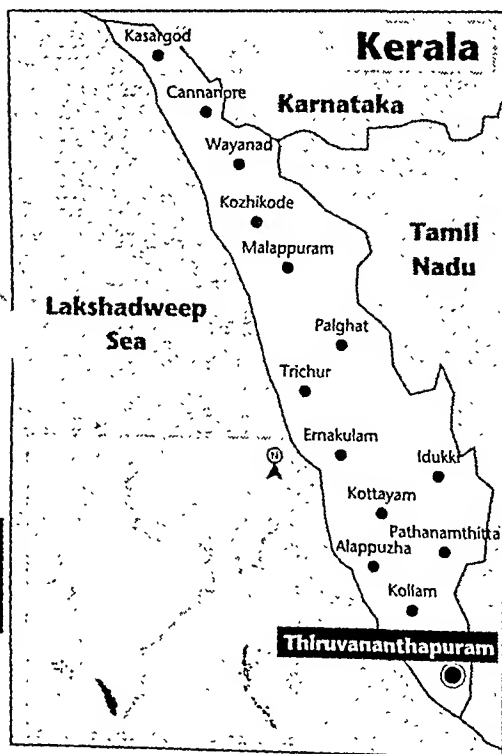 Kasargod
Kerala
Cannanpre
Karnataka
Wayanad
Kozhikode
Tamil
Nadu
Malappuram
Lakshadweep
Sea
Palghat
Trichur
Ernakulam
Idukki
N
Kottayam
Pathanamthitta
Alappuzha
Kollam
Thiruvananthapuram